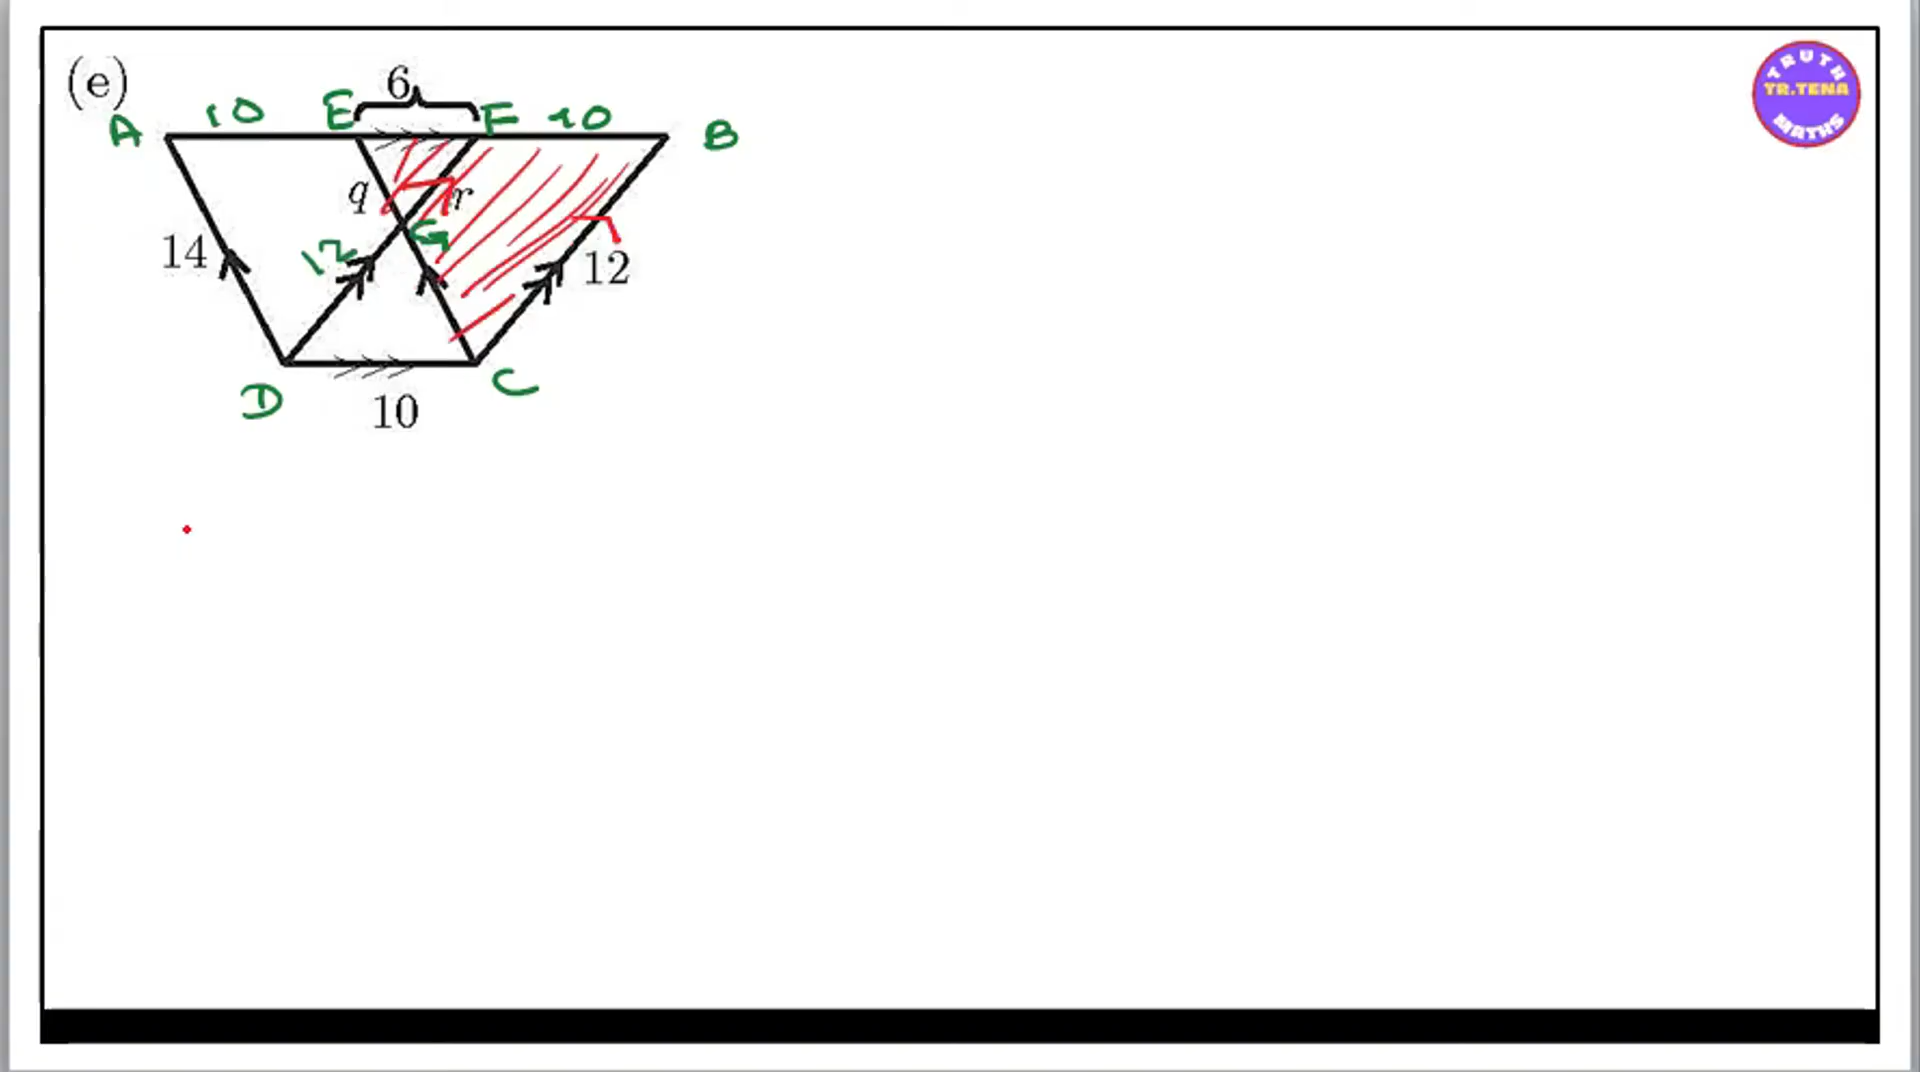 (e)
6
A 10 E F 10 B
q r
14 12 G 12
D C
10
TRUTH
TR.TENA
MATHS